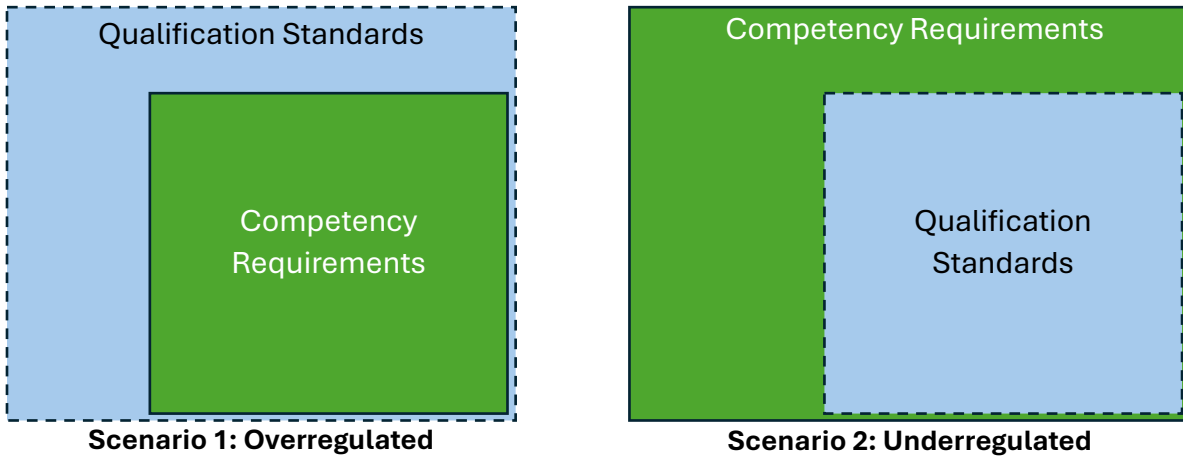 Qualification Standards
Competency
Requirements
Scenario 1: Overregulated
Competency Requirements
Qualification
Standards
Scenario 2: Underregulated